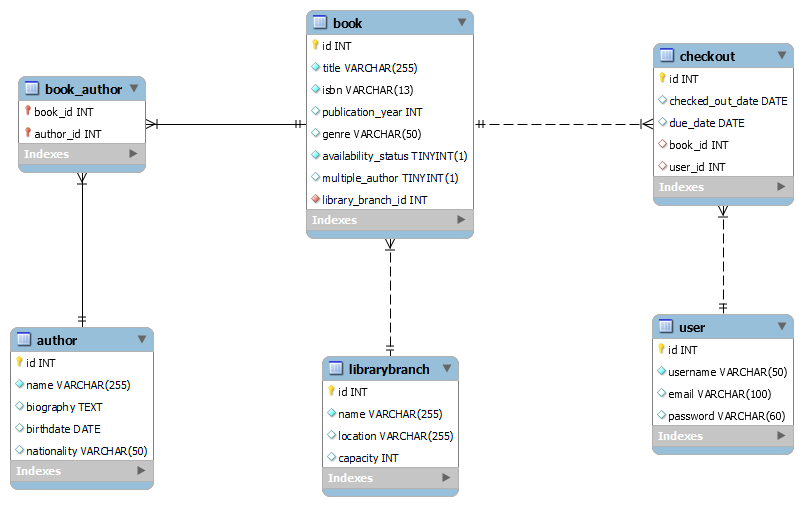 book
id INT
title VARCHAR(255)
isbn VARCHAR(13)
publication_year INT
genre VARCHAR(50)
availability_status TINYINT(1)
multiple_author TINYINT(1)
library_branch_id INT
Indexes
checkout
id INT
checked_out_date DATE
due_date DATE
book_id INT
user_id INT
Indexes
book_author
book_id INT
author_id INT
Indexes
author
id INT
name VARCHAR(255)
biography TEXT
birthdate DATE
nationality VARCHAR(50)
Indexes
librarybranch
id INT
name VARCHAR(255)
location VARCHAR(255)
capacity INT
Indexes
user
id INT
username VARCHAR(50)
email VARCHAR(100)
password VARCHAR(60)
Indexes